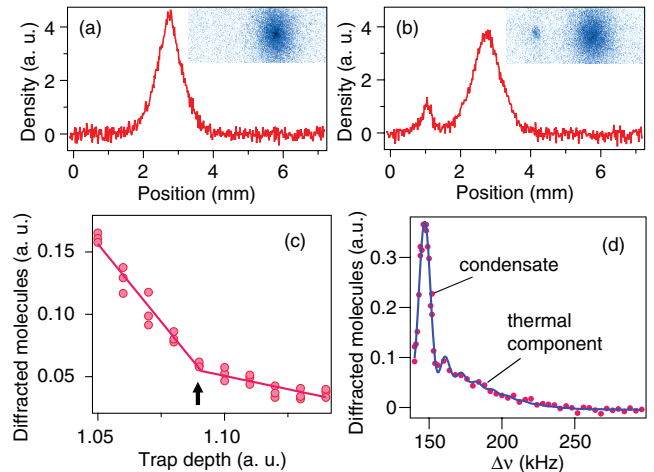 (a)
Density (a. u.)
4
2
0
0 2 4 6
Position (mm)
(b)
Density (a. u.)
4
2
0
0 2 4 6
Position (mm)
(c)
Diffracted molecules (a. u.)
0.15
0.10
0.05
1.05 1.10
Trap depth (a. u.)
(d)
Diffracted molecules (a.u.)
0.3
0.2
0.1
0
condensate
thermal
component
150 200 250
Δν (kHz)